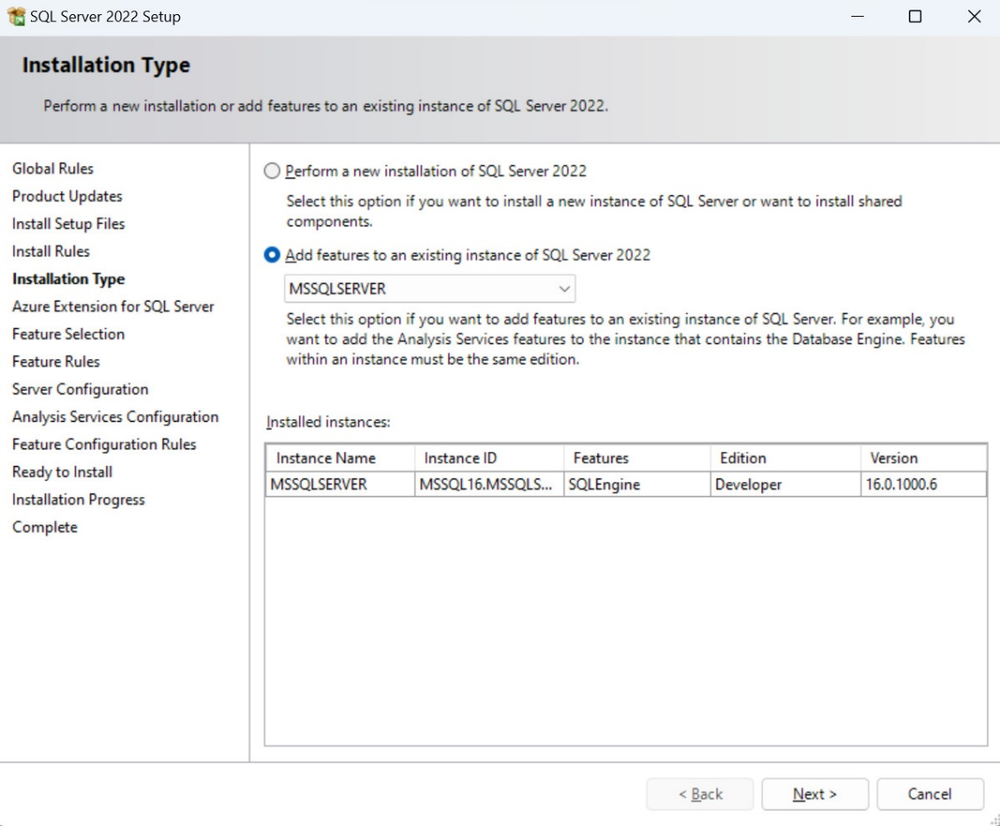 SQL Server 2022 Setup
Installation Type
Perform a new installation or add features to an existing instance of SQL Server 2022.
Global Rules
Product Updates
Install Setup Files
Install Rules
Installation Type
Azure Extension for SQL Server
Feature Selection
Feature Rules
Server Configuration
Analysis Services Configuration
Feature Configuration Rules
Ready to Install
Installation Progress
Complete
Perform a new installation of SQL Server 2022
Select this option if you want to install a new instance of SQL Server or want to install shared
components.
Add features to an existing instance of SQL Server 2022
MSSQLSERVER
Select this option if you want to add features to an existing instance of SQL Server. For example, you
want to add the Analysis Services features to the instance that contains the Database Engine. Features
within an instance must be the same edition.
Installed instances:
Instance Name Instance ID Features Edition Version
MSSQLSERVER MSSQL16.MSSQLS... SQLEngine Developer 16.0.1000.6
< Back Next > Cancel